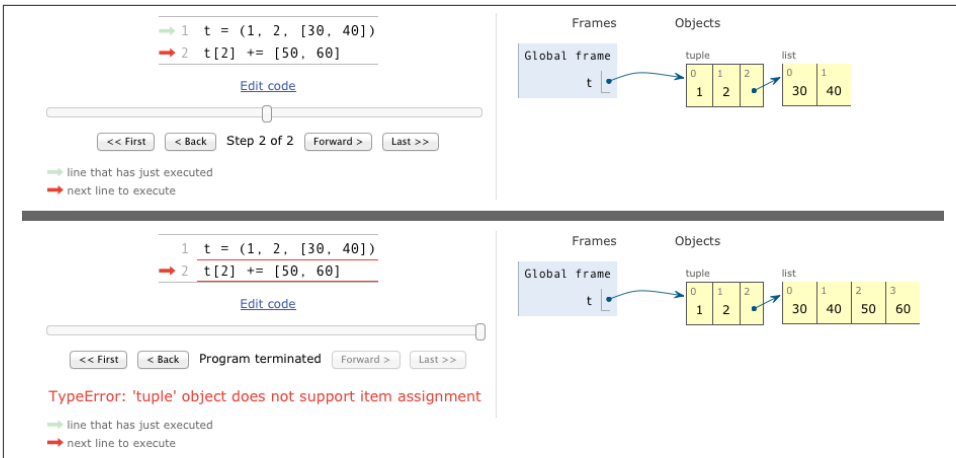 1 t = (1, 2, [30, 40])
2 t[2] += [50, 60]
Edit code
<< First < Back Step 2 of 2 Forward > Last >>
line that has just executed
next line to execute
Frames Objects
Global frame
t
tuple
0 1 2
1 2
list
0 1
30 40
1 t = (1, 2, [30, 40])
2 t[2] += [50, 60]
Edit code
<< First < Back Program terminated Forward > Last >>
TypeError: 'tuple' object does not support item assignment
line that has just executed
next line to execute
Frames Objects
Global frame
t
tuple
0 1 2
1 2
list
0 1 2 3
30 40 50 60